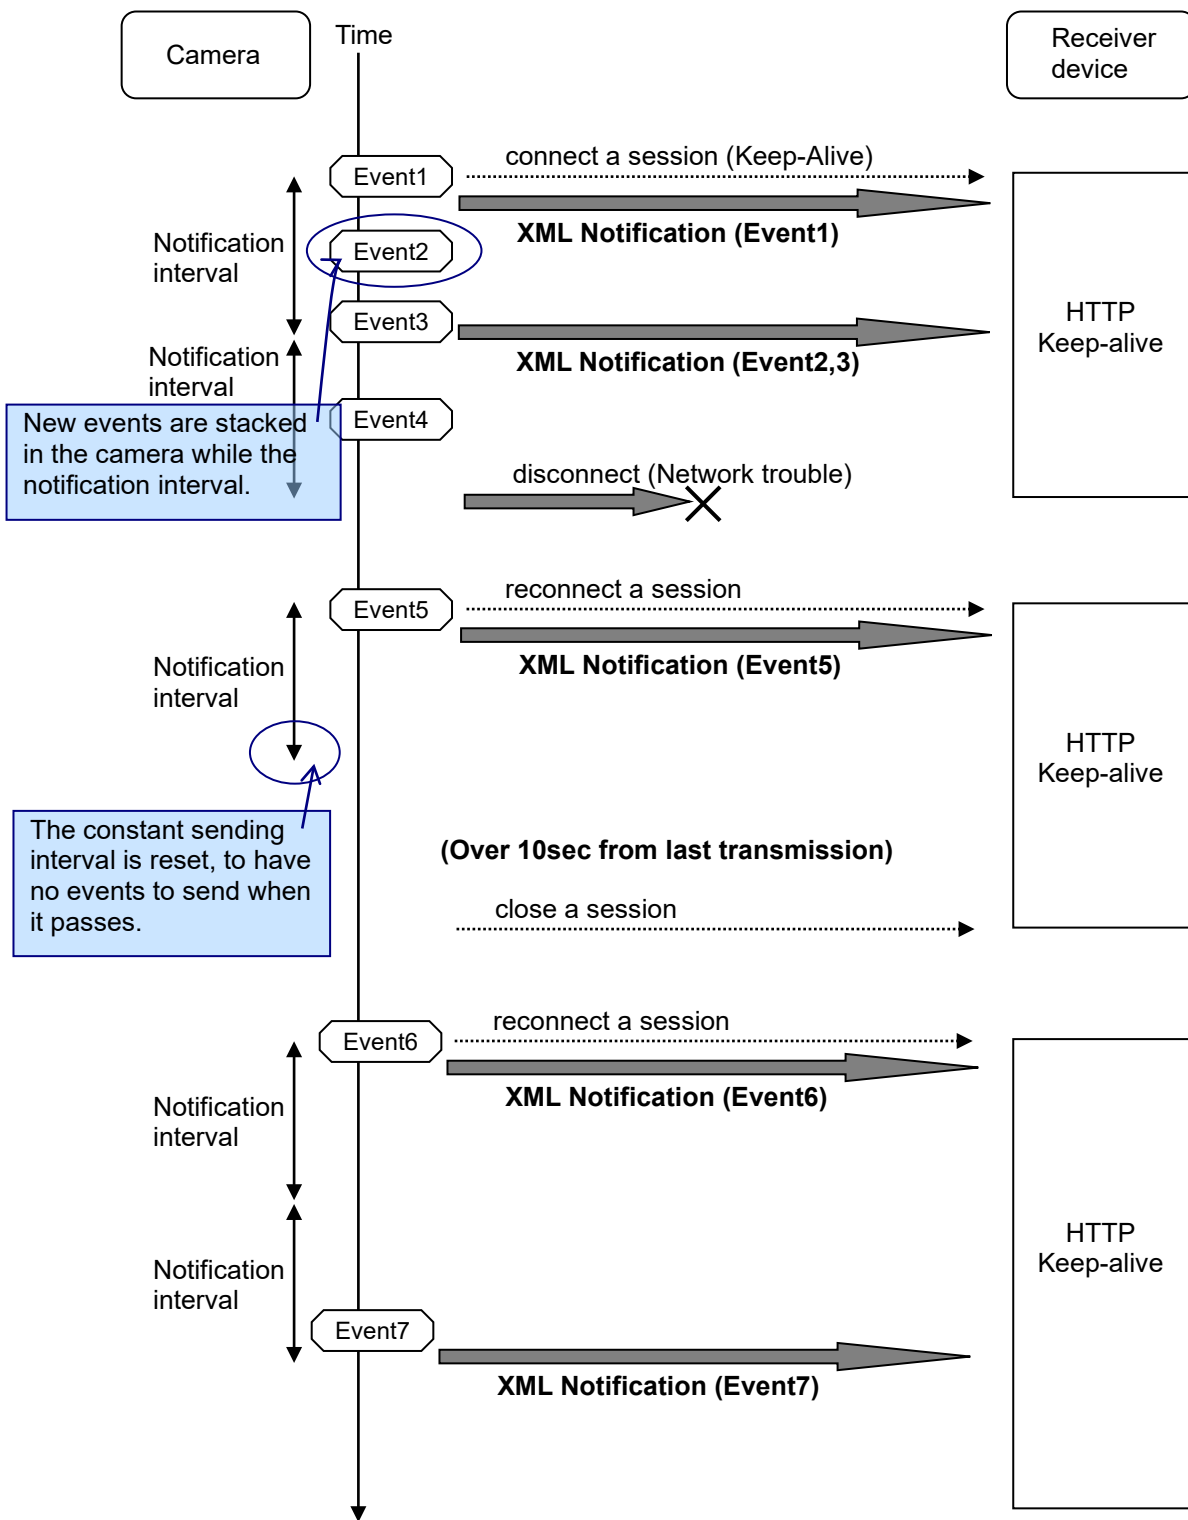 Camera
Time
Receiver
device
connect a session (Keep-Alive)
Event1
XML Notification (Event1)
Notification
interval
Event2
Event3
HTTP
Keep-alive
XML Notification (Event2,3)
Notification
interval
Event4
New events are stacked
in the camera while the
notification interval.
disconnect (Network trouble)
reconnect a session
Event5
XML Notification (Event5)
Notification
interval
HTTP
Keep-alive
The constant sending
interval is reset, to have
no events to send when
it passes.
(Over 10sec from last transmission)
close a session
reconnect a session
Event6
XML Notification (Event6)
Notification
interval
HTTP
Keep-alive
Notification
interval
Event7
XML Notification (Event7)